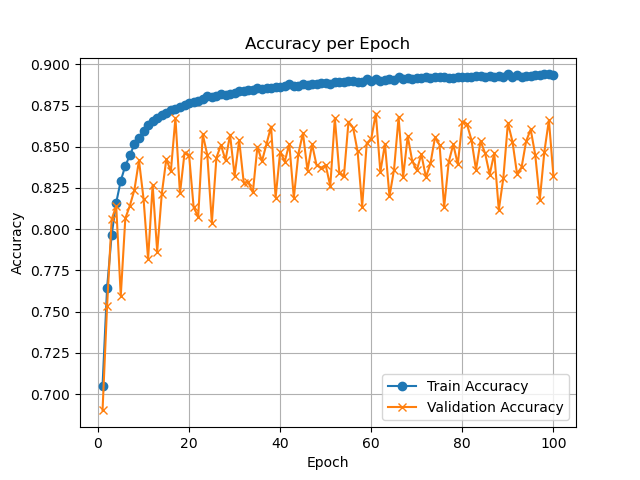 Accuracy per Epoch
0.900
0.875
0.850
0.825
0.800
0.775
0.750
0.725
0.700
Accuracy
Train Accuracy
Validation Accuracy
0 20 40 60 80 100
Epoch